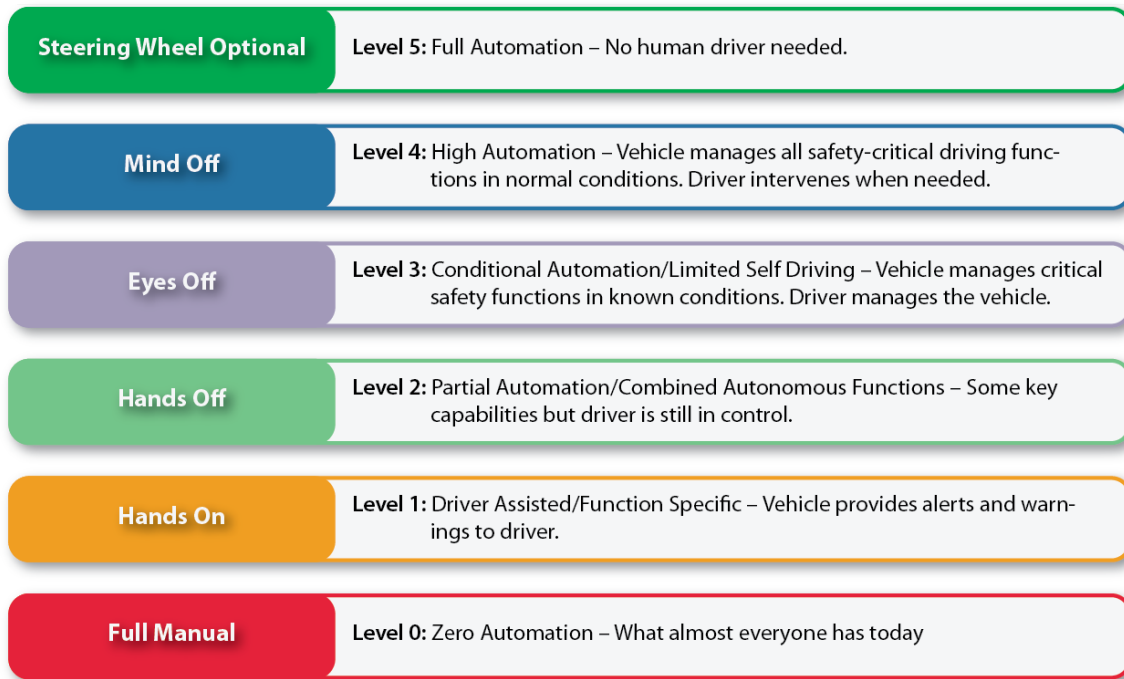 Steering Wheel Optional
Level 5: Full Automation – No human driver needed.
Mind Off
Level 4: High Automation – Vehicle manages all safety-critical driving func-
tions in normal conditions. Driver intervenes when needed.
Eyes Off
Level 3: Conditional Automation/Limited Self Driving – Vehicle manages critical
safety functions in known conditions. Driver manages the vehicle.
Hands Off
Level 2: Partial Automation/Combined Autonomous Functions – Some key
capabilities but driver is still in control.
Hands On
Level 1: Driver Assisted/Function Specific – Vehicle provides alerts and warn-
ings to driver.
Full Manual
Level 0: Zero Automation – What almost everyone has today